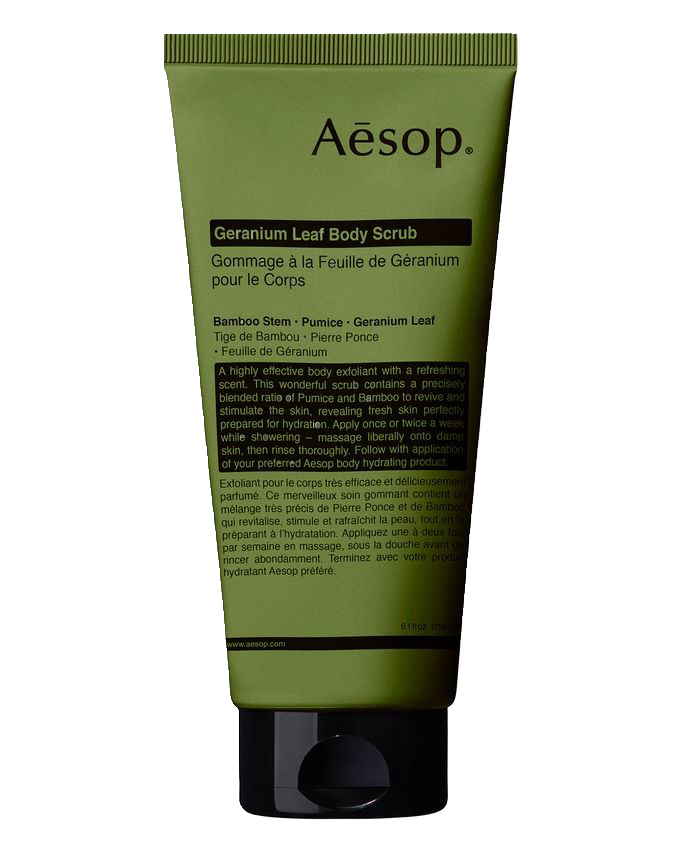 Aēsop.®
Geranium Leaf Body Scrub
Gommage à la Feuille de Géranium
pour le Corps
Bamboo Stem · Pumice · Geranium Leaf
Tige de Bambou · Pierre Ponce
· Feuille de Géranium
A highly effective body exfoliant with a refreshing
scent. This wonderful scrub contains a precisely
blended ratio of Pumice and Bamboo to revive and
stimulate the skin, revealing fresh skin perfectly
prepared for hydration. Apply once or twice a week
while showering – massage liberally onto damp
skin, then rinse thoroughly. Follow with application
of your preferred Aesop body hydrating product.
Exfoliant pour le corps très efficace et délicieusement
parfumé. Ce merveilleux soin gommant contient un
mélange très précis de Pierre Ponce et de Bambou
qui revitalise, stimule et rafraîchit la peau, tout en la
préparant à l'hydratation. Appliquez une à deux fois
par semaine en massage, sous la douche avant de
rincer abondamment. Terminez avec votre produit
hydratant Aesop préféré.
6.1 fl oz
www.aesop.com